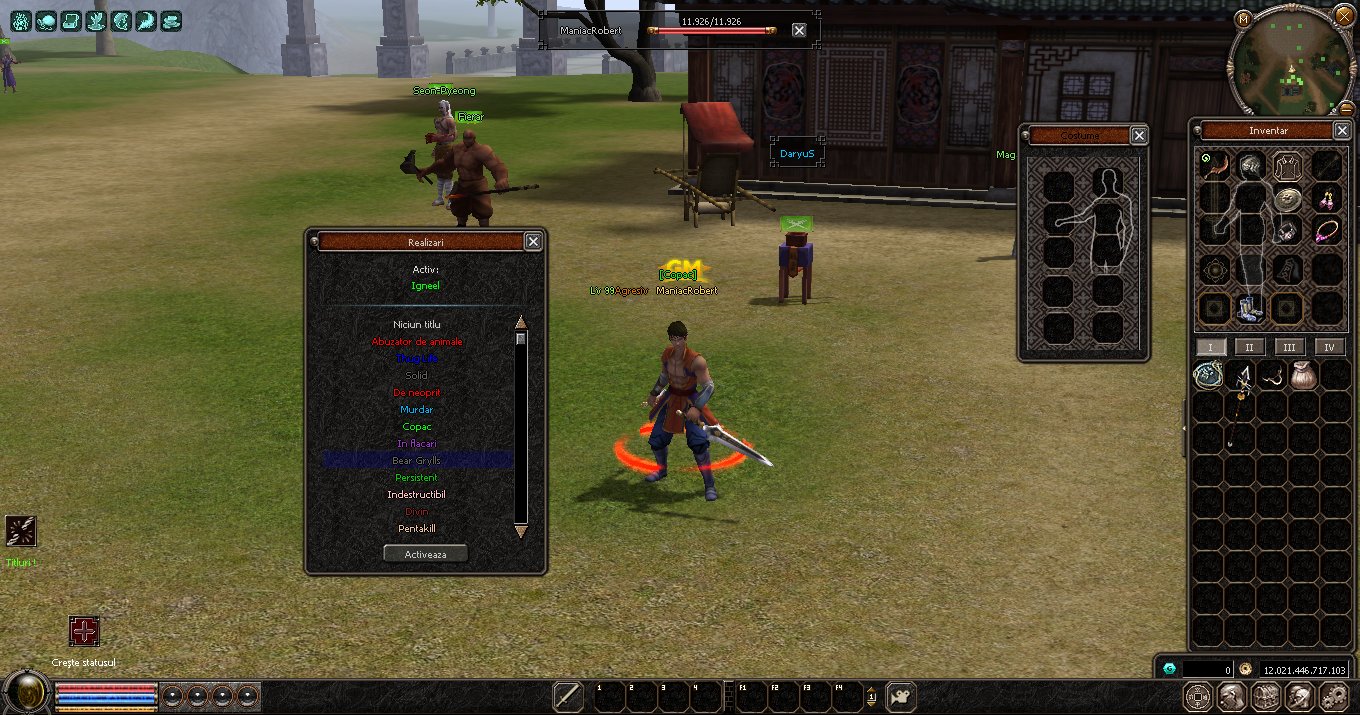 ManiacRobert
11.926/11.926
M
Seon-Pyeong
Fierar
DaryuS
Mag
Costume
Inventar
Realizari
Activ:
Igneel
Niciun titlu
Abuzator de animale
Solid
De neoprit
Murdar
Copac
In flacari
Bear Grylls
Persistent
Indestructibil
Divin
Pentakill
Activeaza
GM
[Copac]
Lv 99 Agresiv ManiacRobert
I II III IV
Titluri !
Creşte statusul
0
12.021.446.717.103
1 2 3 4 F1 F2 F3 F4
1